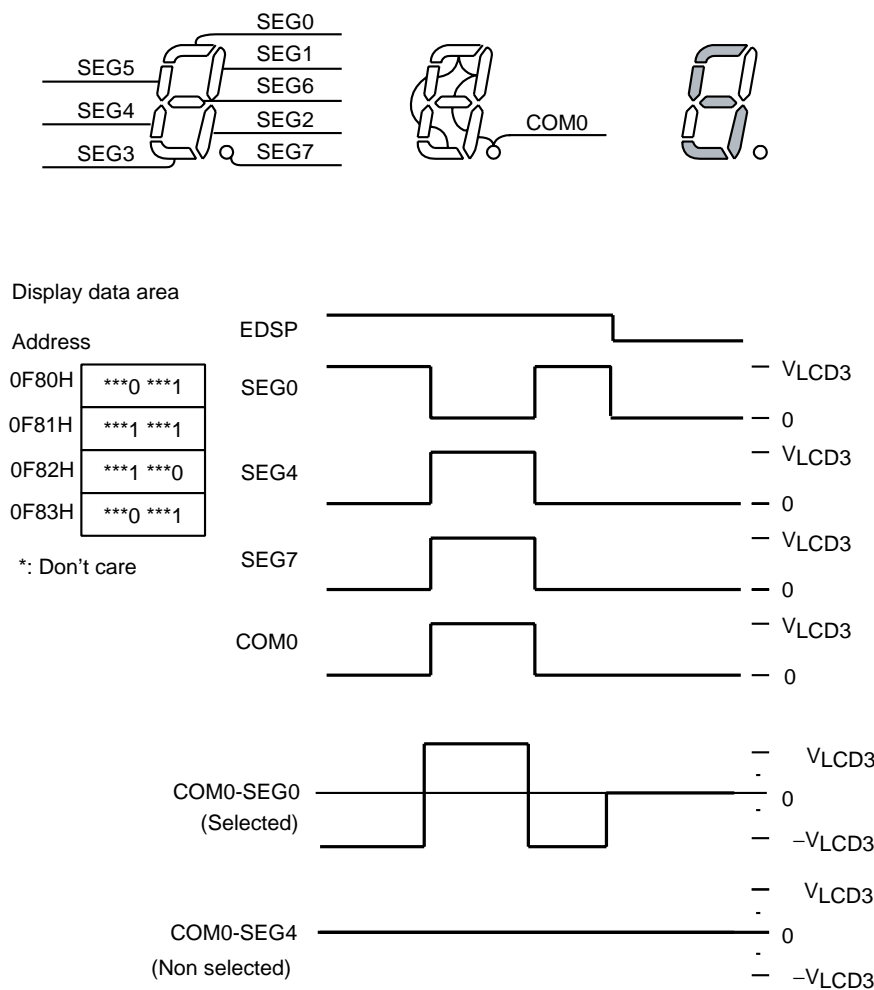 SEG0
SEG5
SEG1
SEG6
SEG4
SEG2
COM0
SEG3
SEG7
Display data area
Address
0F80H ***0 ***1
0F81H ***1 ***1
0F82H ***1 ***0
0F83H ***0 ***1
*: Don't care
EDSP
SEG0
VLCD3
0
SEG4
VLCD3
0
SEG7
VLCD3
0
COM0
VLCD3
0
COM0-SEG0
(Selected)
VLCD3
0
−VLCD3
COM0-SEG4
(Non selected)
VLCD3
0
−VLCD3